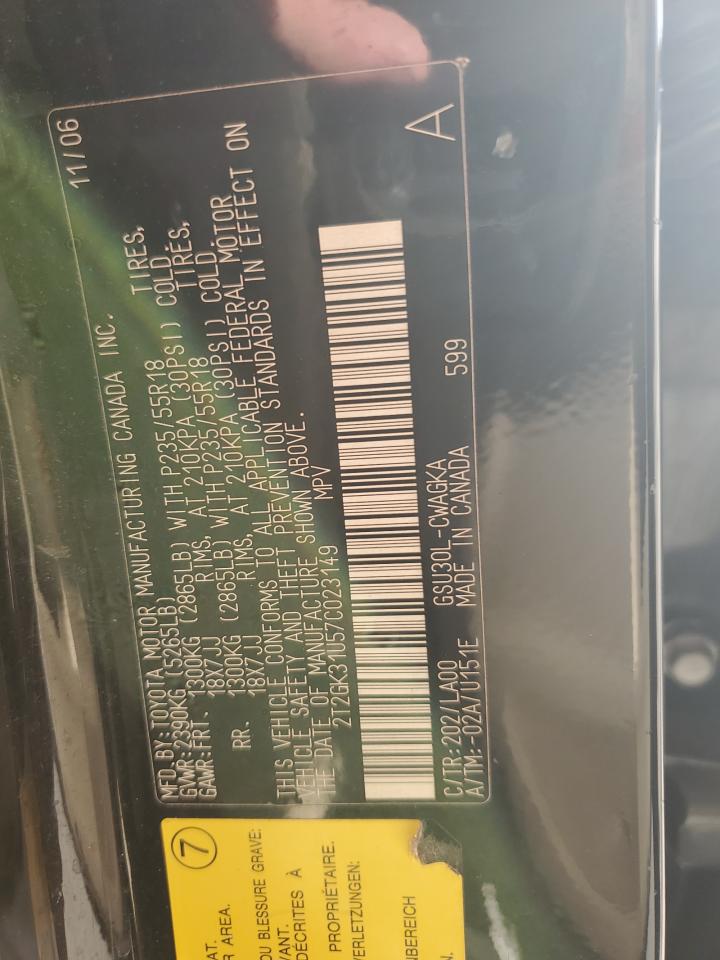 11/06
MFD.BY:TOYOTA MOTOR MANUFACTURING CANADA INC.
GVWR:2390KG (5265LB)
GAWR:FRT. 1300KG (2865LB) WITH P235/55R18 TIRES,
18X7JJ RIMS, AT 210KPA (30PSI) COLD.
RR. 1300KG (2865LB) WITH P235/55R18 TIRES,
18X7JJ RIMS, AT 210KPA (30PSI) COLD.
THIS VEHICLE CONFORMS TO ALL APPLICABLE FEDERAL MOTOR
VEHICLE SAFETY AND THEFT PREVENTION STANDARDS IN EFFECT ON
THE DATE OF MANUFACTURE SHOWN ABOVE.
2T2GK31U57C023149 MPV
C/TR:202/LA00 GSU30L-CWAGKA 599 A
A/TM:-02A/U151E MADE IN CANADA
7
AT.
R AREA.
OU BLESSURE GRAVE:
VANT.
DÉCRITES À
PROPRIÉTAIRE.
VERLETZUNGEN:
NBEREICH
N.